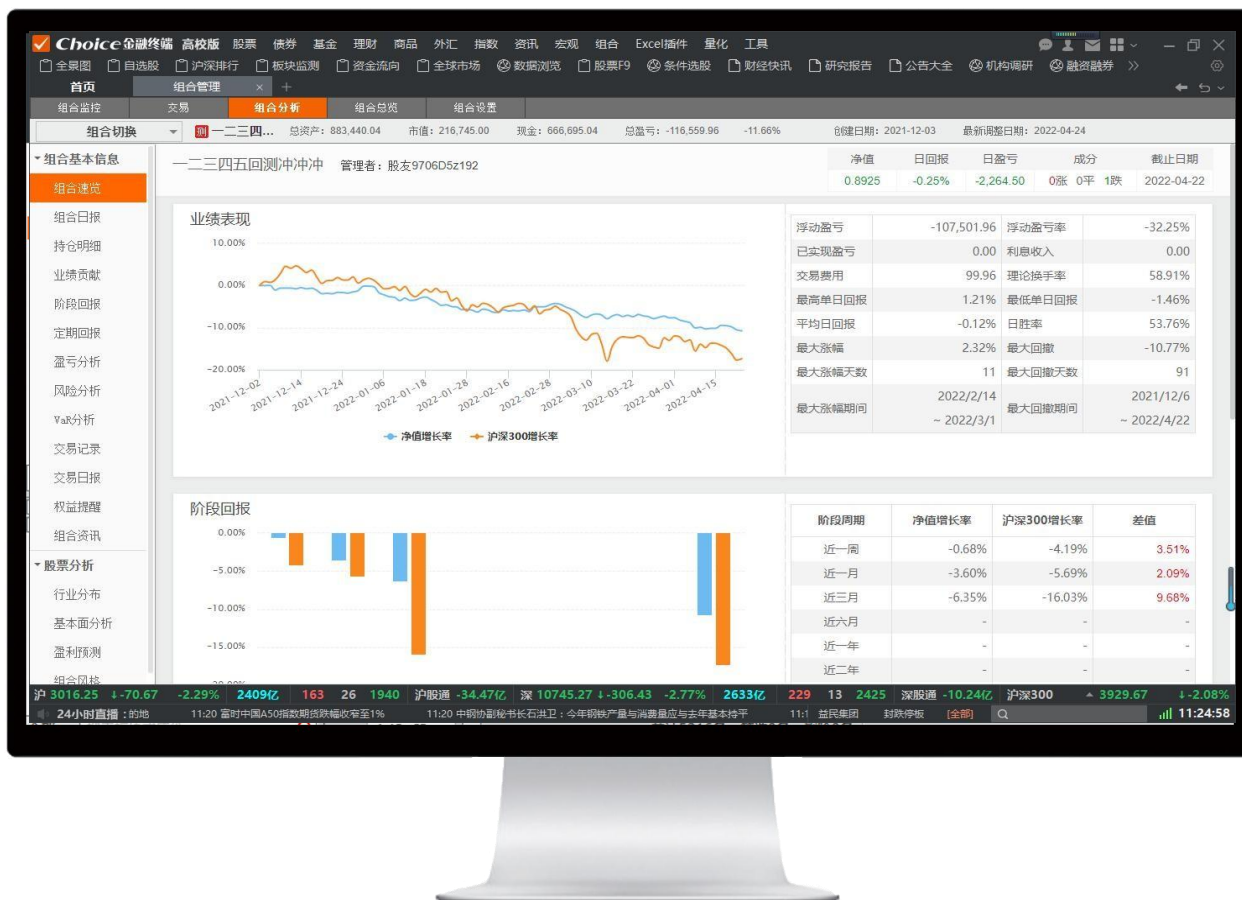 Choice金融终端 高校版 股票 债券 基金 理财 商品 外汇 指数 资讯 宏观 组合 Excel插件 量化 工具
全景图 自选股 沪深排行 板块监测 资金流向 全球市场 数据浏览 股票F9 条件选股 财经快讯 研究报告 公告大全 机构调研 融资融券
首页 组合管理
组合监控 交易 组合分析 组合总览 组合设置
组合切换 测 一二三四... 总资产: 883,440.04 市值: 216,745.00 现金: 666,695.04 总盈亏: -116,559.96 -11.66% 创建日期: 2021-12-03 最新调整日期: 2022-04-24
组合基本信息
组合速览
组合日报
持仓明细
业绩贡献
阶段回报
定期回报
盈亏分析
风险分析
VaR分析
交易记录
交易日报
权益提醒
组合资讯
股票分析
行业分布
基本面分析
盈利预测
组合风格
一二三四五回测冲冲冲 管理者: 股友9706D5z192
净值 日回报 日盈亏 成分 截止日期
0.8925 -0.25% -2,264.50 0涨 0平 1跌 2022-04-22
业绩表现
10.00%
0.00%
-10.00%
-20.00%
2021-12-02 2021-12-14 2021-12-24 2022-01-06 2022-01-18 2022-01-28 2022-02-16 2022-02-28 2022-03-10 2022-03-22 2022-04-01 2022-04-15
净值增长率 沪深300增长率
浮动盈亏 -107,501.96 浮动盈亏率 -32.25%
已实现盈亏 0.00 利息收入 0.00
交易费用 99.96 理论换手率 58.91%
最高单日回报 1.21% 最低单日回报 -1.46%
平均日回报 -0.12% 日胜率 53.76%
最大涨幅 2.32% 最大回撤 -10.77%
最大涨幅天数 11 最大回撤天数 91
最大涨幅期间 2022/2/14 ~ 2022/3/1 最大回撤期间 2021/12/6 ~ 2022/4/22
阶段回报
0.00%
-5.00%
-10.00%
-15.00%
阶段周期 净值增长率 沪深300增长率 差值
近一周 -0.68% -4.19% 3.51%
近一月 -3.60% -5.69% 2.09%
近三月 -6.35% -16.03% 9.68%
近六月 - - -
近一年 - - -
近二年 - - -
沪 3016.25 ↓-70.67 -2.29% 2409亿 163 26 1940 沪股通 -34.47亿 深 10745.27 ↓-306.43 -2.77% 2633亿 229 13 2425 深股通 -10.24亿 沪深300 3929.67 ↓-2.08%
24小时直播: 的地 11:20 富时中国A50指数期货跌幅收窄至1% 11:20 中钢协副秘书长石洪卫：今年钢铁产量与消费量应与去年基本持平 11:1 益民集团 封跌停板 [全部] 11:24:58